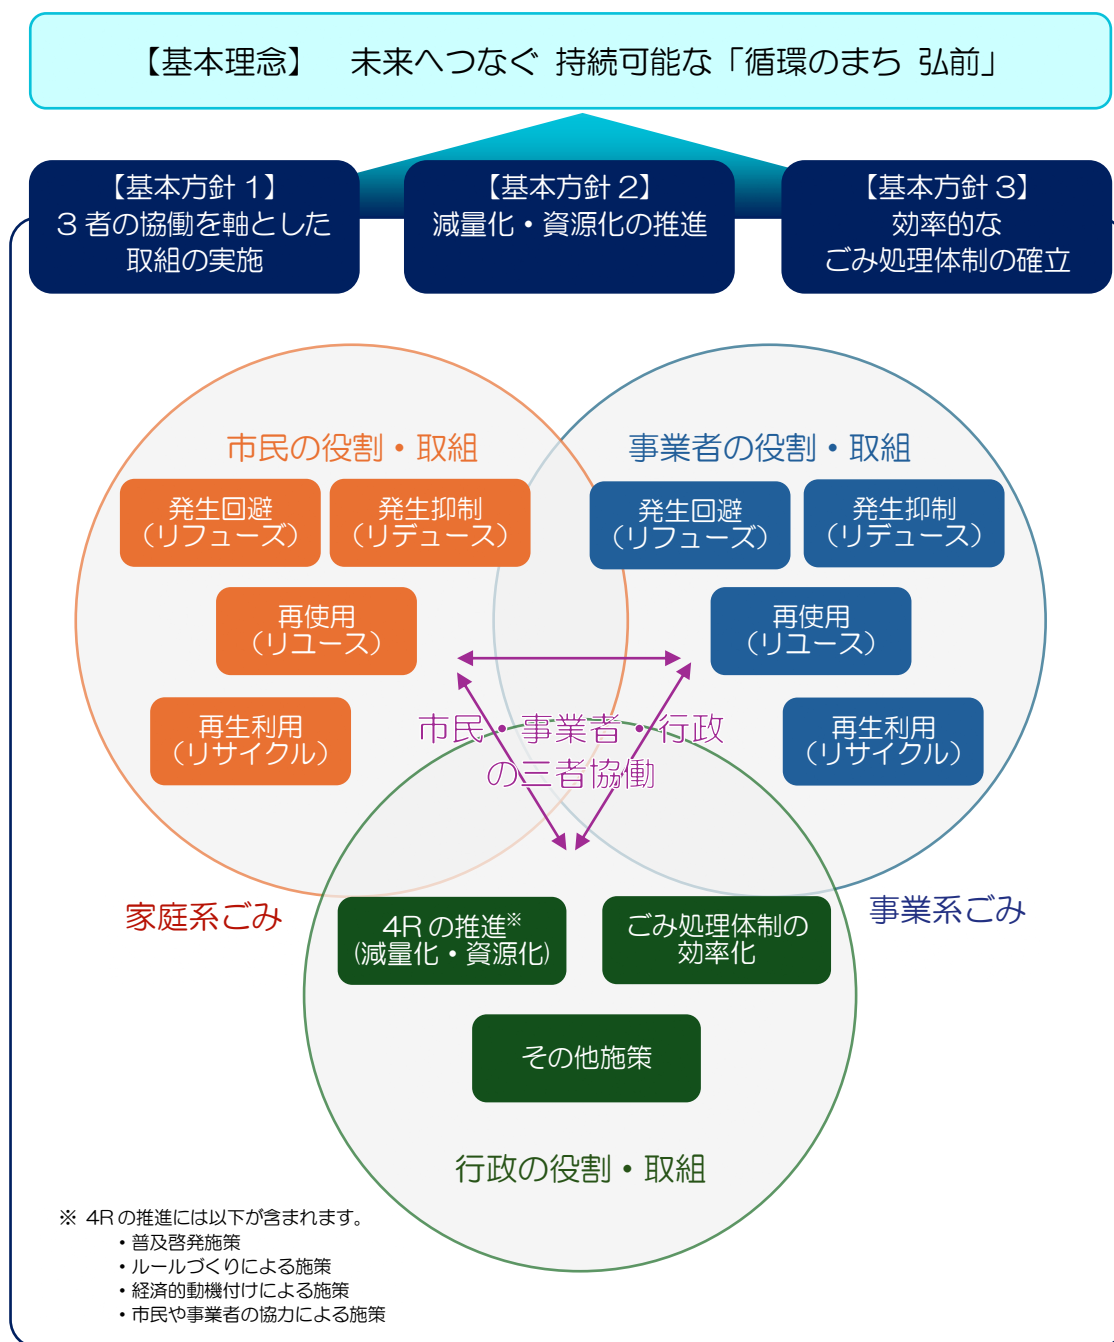 【基本理念】　未来へつなぐ 持続可能な「循環のまち 弘前」
【基本方針１】
３者の協働を軸とした
取組の実施
【基本方針２】
減量化・資源化の推進
【基本方針３】
効率的な
ごみ処理体制の確立
市民の役割・取組
発生回避
（リフューズ）
発生抑制
（リデュース）
再使用
（リユース）
再生利用
（リサイクル）
事業者の役割・取組
発生回避
（リフューズ）
発生抑制
（リデュース）
再使用
（リユース）
再生利用
（リサイクル）
市民・事業者・行政
の三者協働
家庭系ごみ
事業系ごみ
4Rの推進※
(減量化・資源化)
ごみ処理体制の
効率化
その他施策
行政の役割・取組
※ 4Rの推進には以下が含まれます。
・普及啓発施策
・ルールづくりによる施策
・経済的動機付けによる施策
・市民や事業者の協力による施策